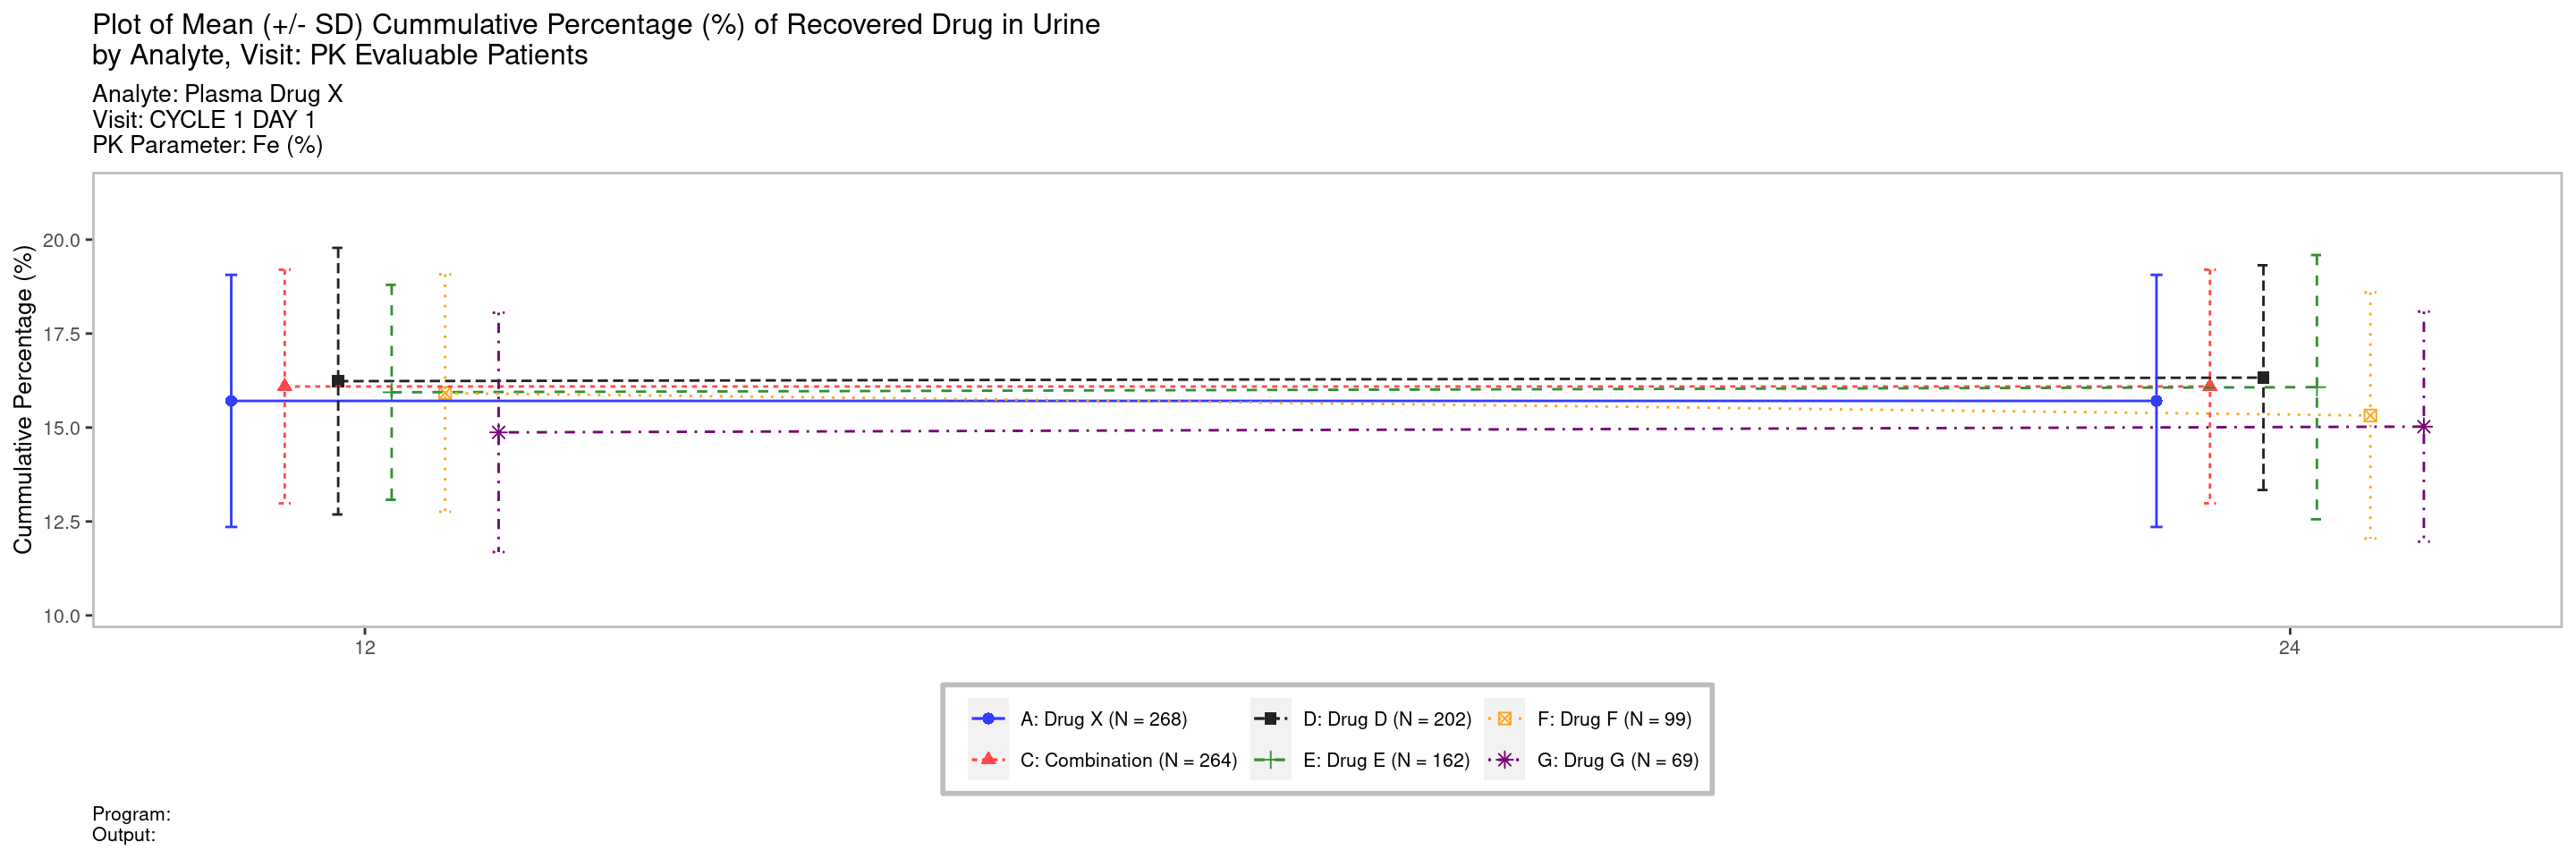 Plot of Mean (+/- SD) Cummulative Percentage (%) of Recovered Drug in Urine
by Analyte, Visit: PK Evaluable Patients
Analyte: Plasma Drug X
Visit: CYCLE 1 DAY 1
PK Parameter: Fe (%)
Cummulative Percentage (%)
20.0
17.5
15.0
12.5
10.0
12
24
A: Drug X (N = 268)
D: Drug D (N = 202)
F: Drug F (N = 99)
C: Combination (N = 264)
E: Drug E (N = 162)
G: Drug G (N = 69)
Program:
Output: